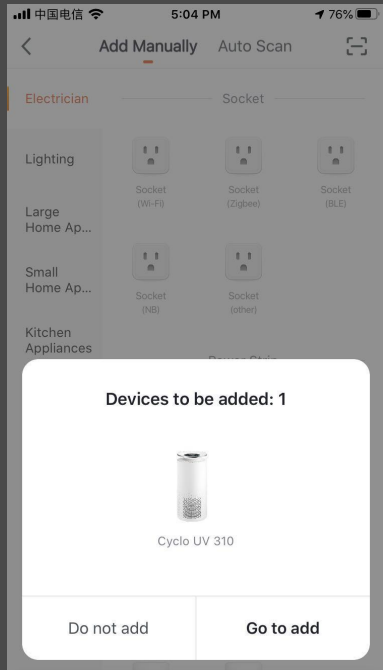 中国电信 5:04 PM 76%
Add Manually Auto Scan
Electrician
Socket
Lighting
Socket
(Wi-Fi)
Socket
(Zigbee)
Socket
(BLE)
Large
Home Ap...
Small
Home Ap...
Socket
(NB)
Socket
(other)
Kitchen
Appliances
Power Strip
Devices to be added: 1
Cyclo UV 310
Do not add Go to add